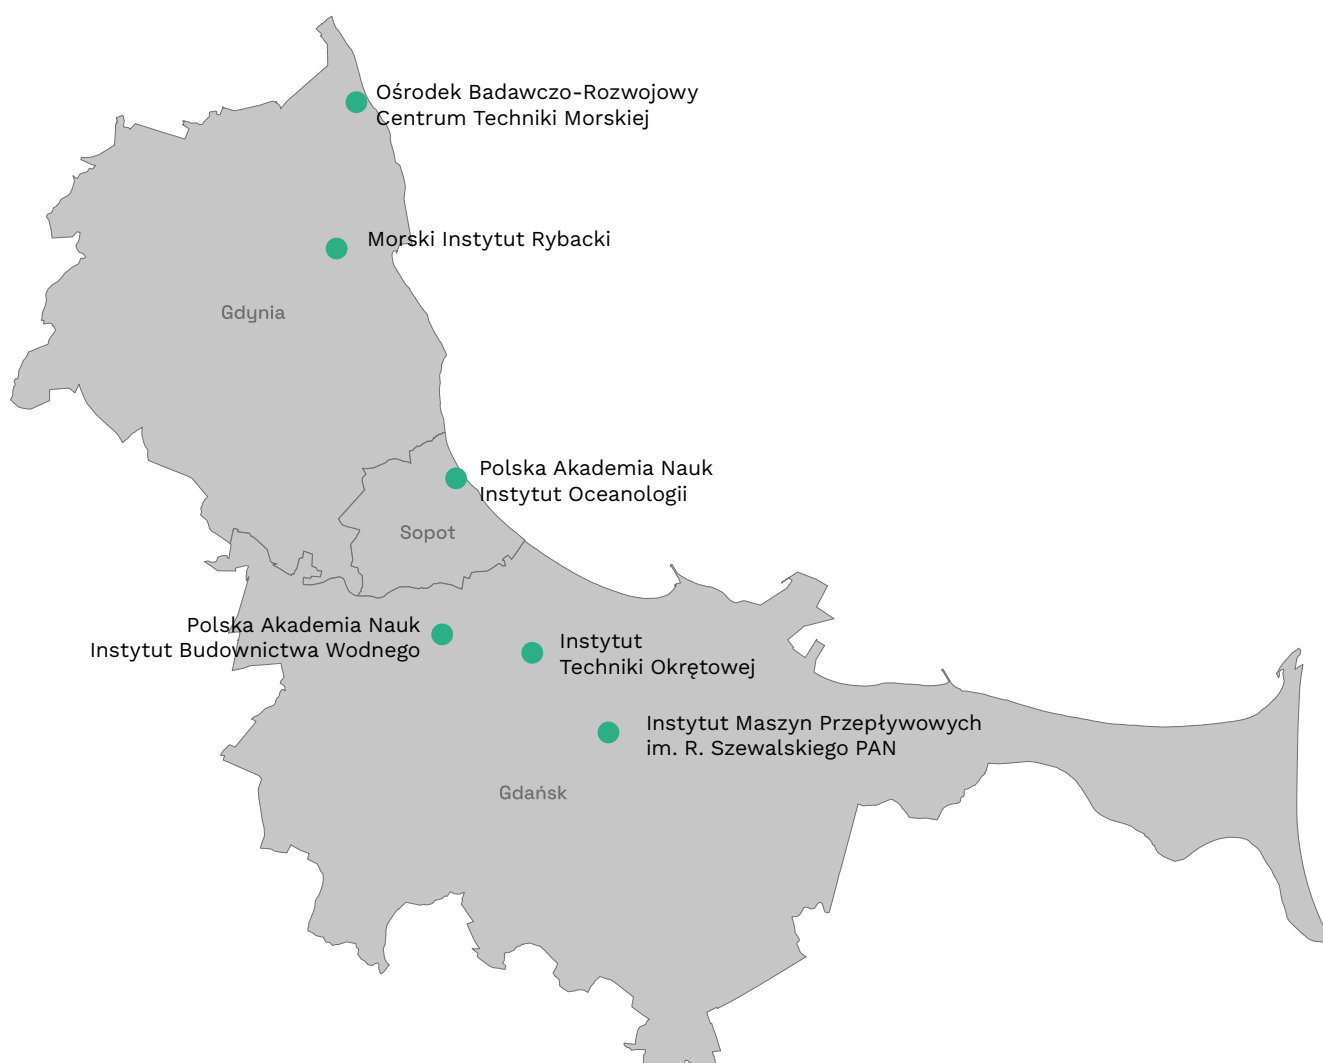 Ośrodek Badawczo-Rozwojowy
Centrum Techniki Morskiej
Morski Instytut Rybacki
Gdynia
Polska Akademia Nauk
Instytut Oceanologii
Sopot
Polska Akademia Nauk
Instytut Budownictwa Wodnego
Instytut
Techniki Okrętowej
Instytut Maszyn Przepływowych
im. R. Szewalskiego PAN
Gdańsk